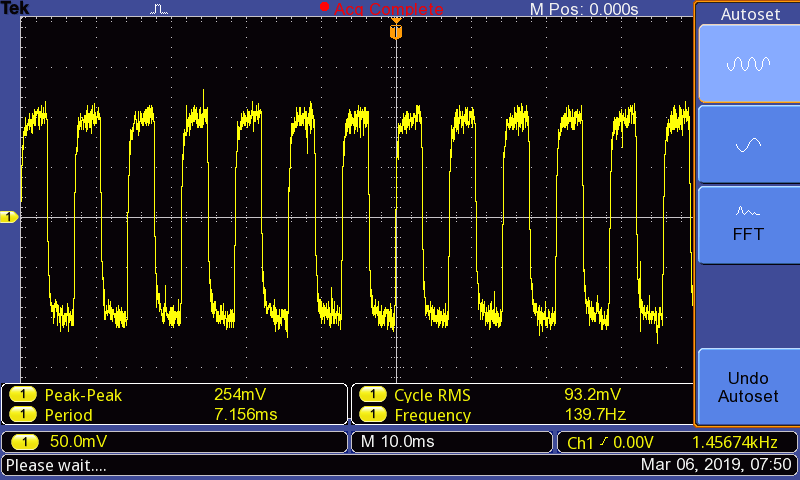 Tek Acq Complete M Pos: 0.000s
Autoset
T
1
FFT
Undo
Autoset
1 Peak-Peak 254mV 1 Cycle RMS 93.2mV
1 Period 7.156ms 1 Frequency 139.7Hz
1 50.0mV M 10.0ms Ch1 0.00V 1.45674kHz
Please wait.... Mar 06, 2019, 07:50